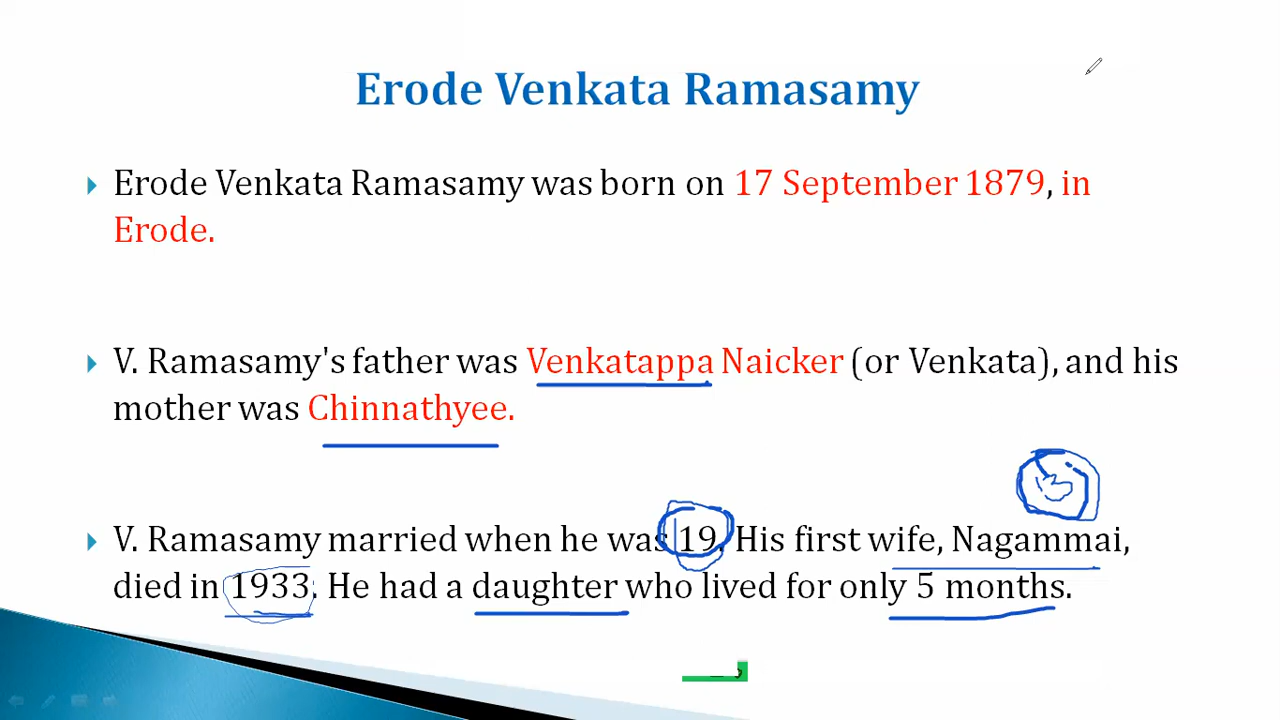 Erode Venkata Ramasamy
Erode Venkata Ramasamy was born on 17 September 1879, in
Erode.
V. Ramasamy's father was Venkatappa Naicker (or Venkata), and his
mother was Chinnathyee.
13
V. Ramasamy married when he was 19. His first wife, Nagammai,
died in 1933. He had a daughter who lived for only 5 months.